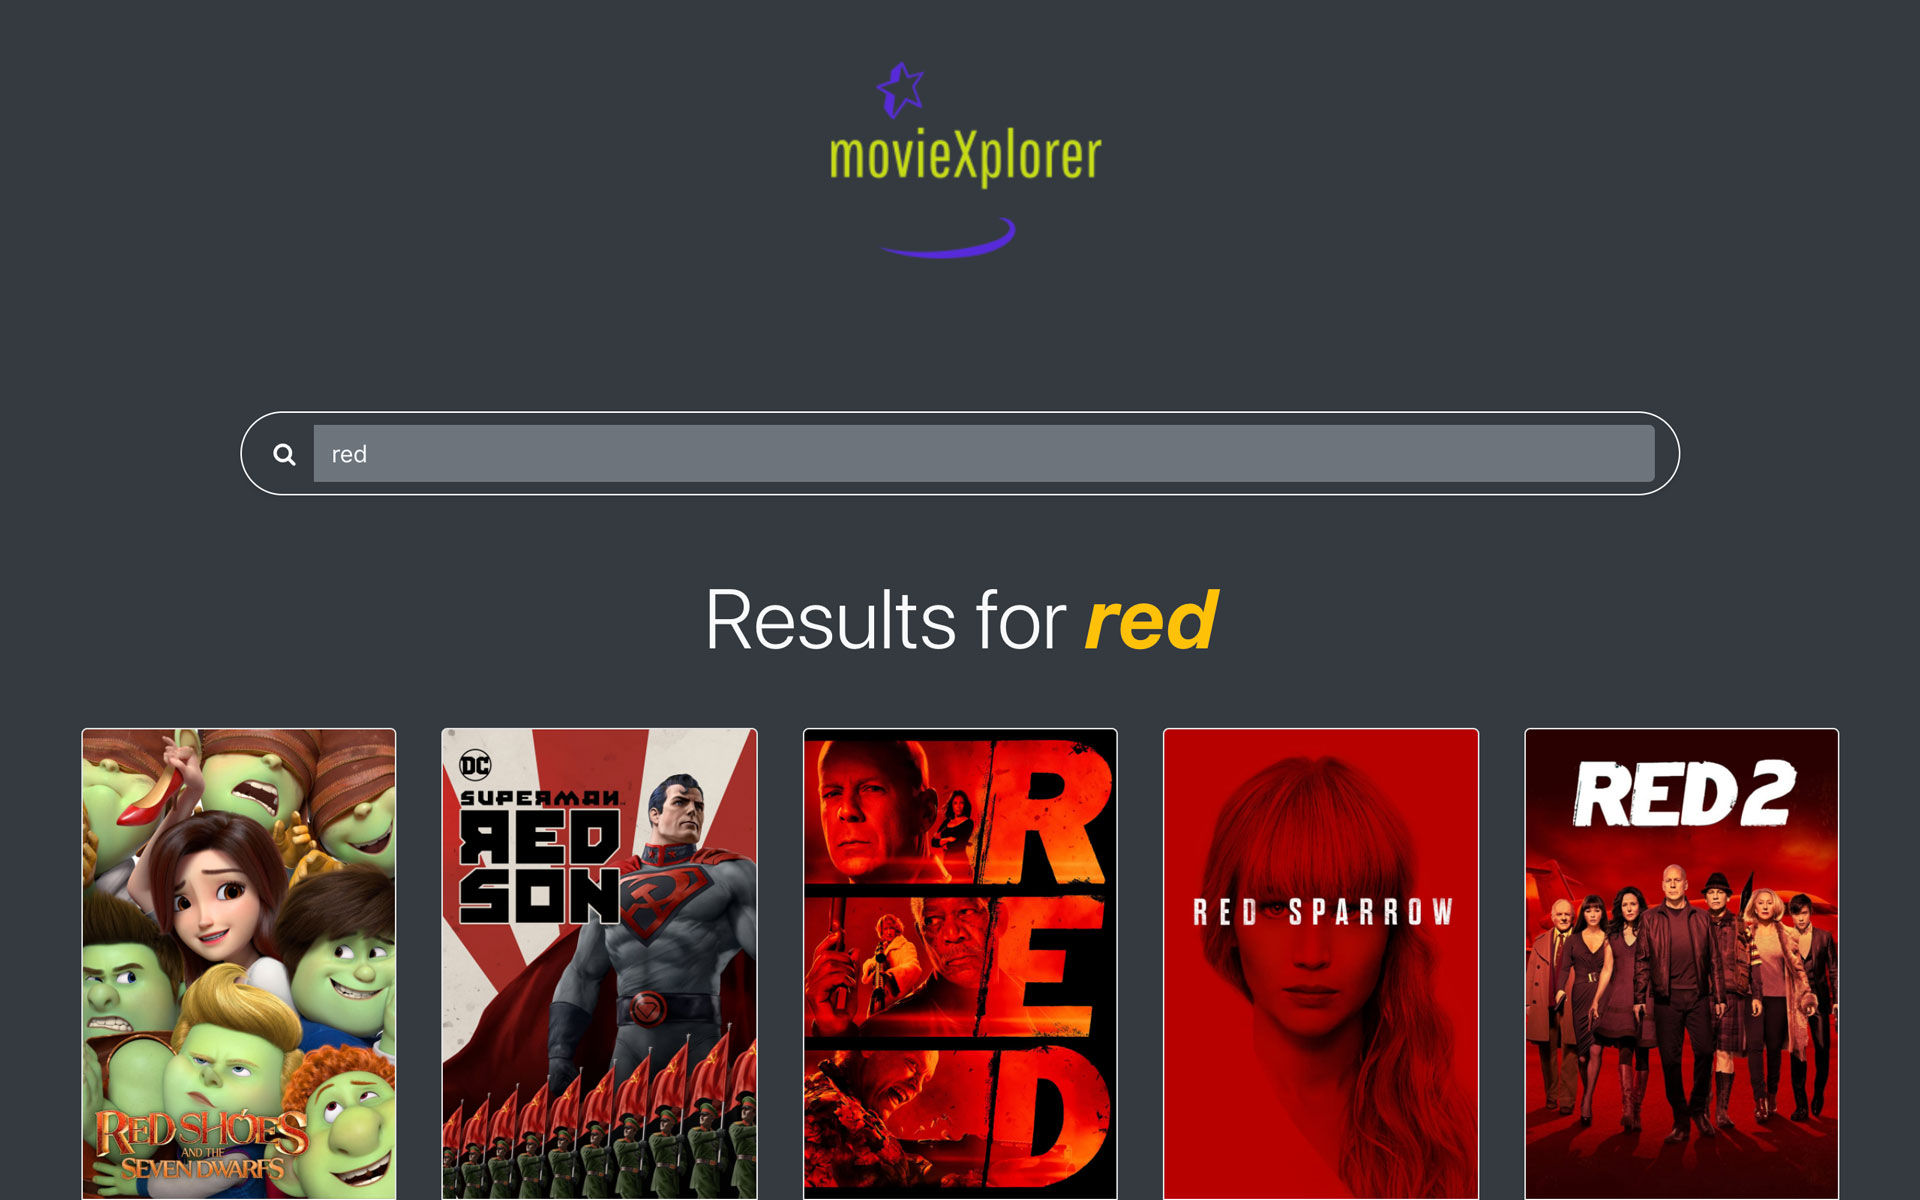 movieXplorer
red
Results for red
RED SHOES
AND THE
SEVEN DWARFS
DC
SUPERMAN
RED
SON
RED
RED SPARROW
RED 2